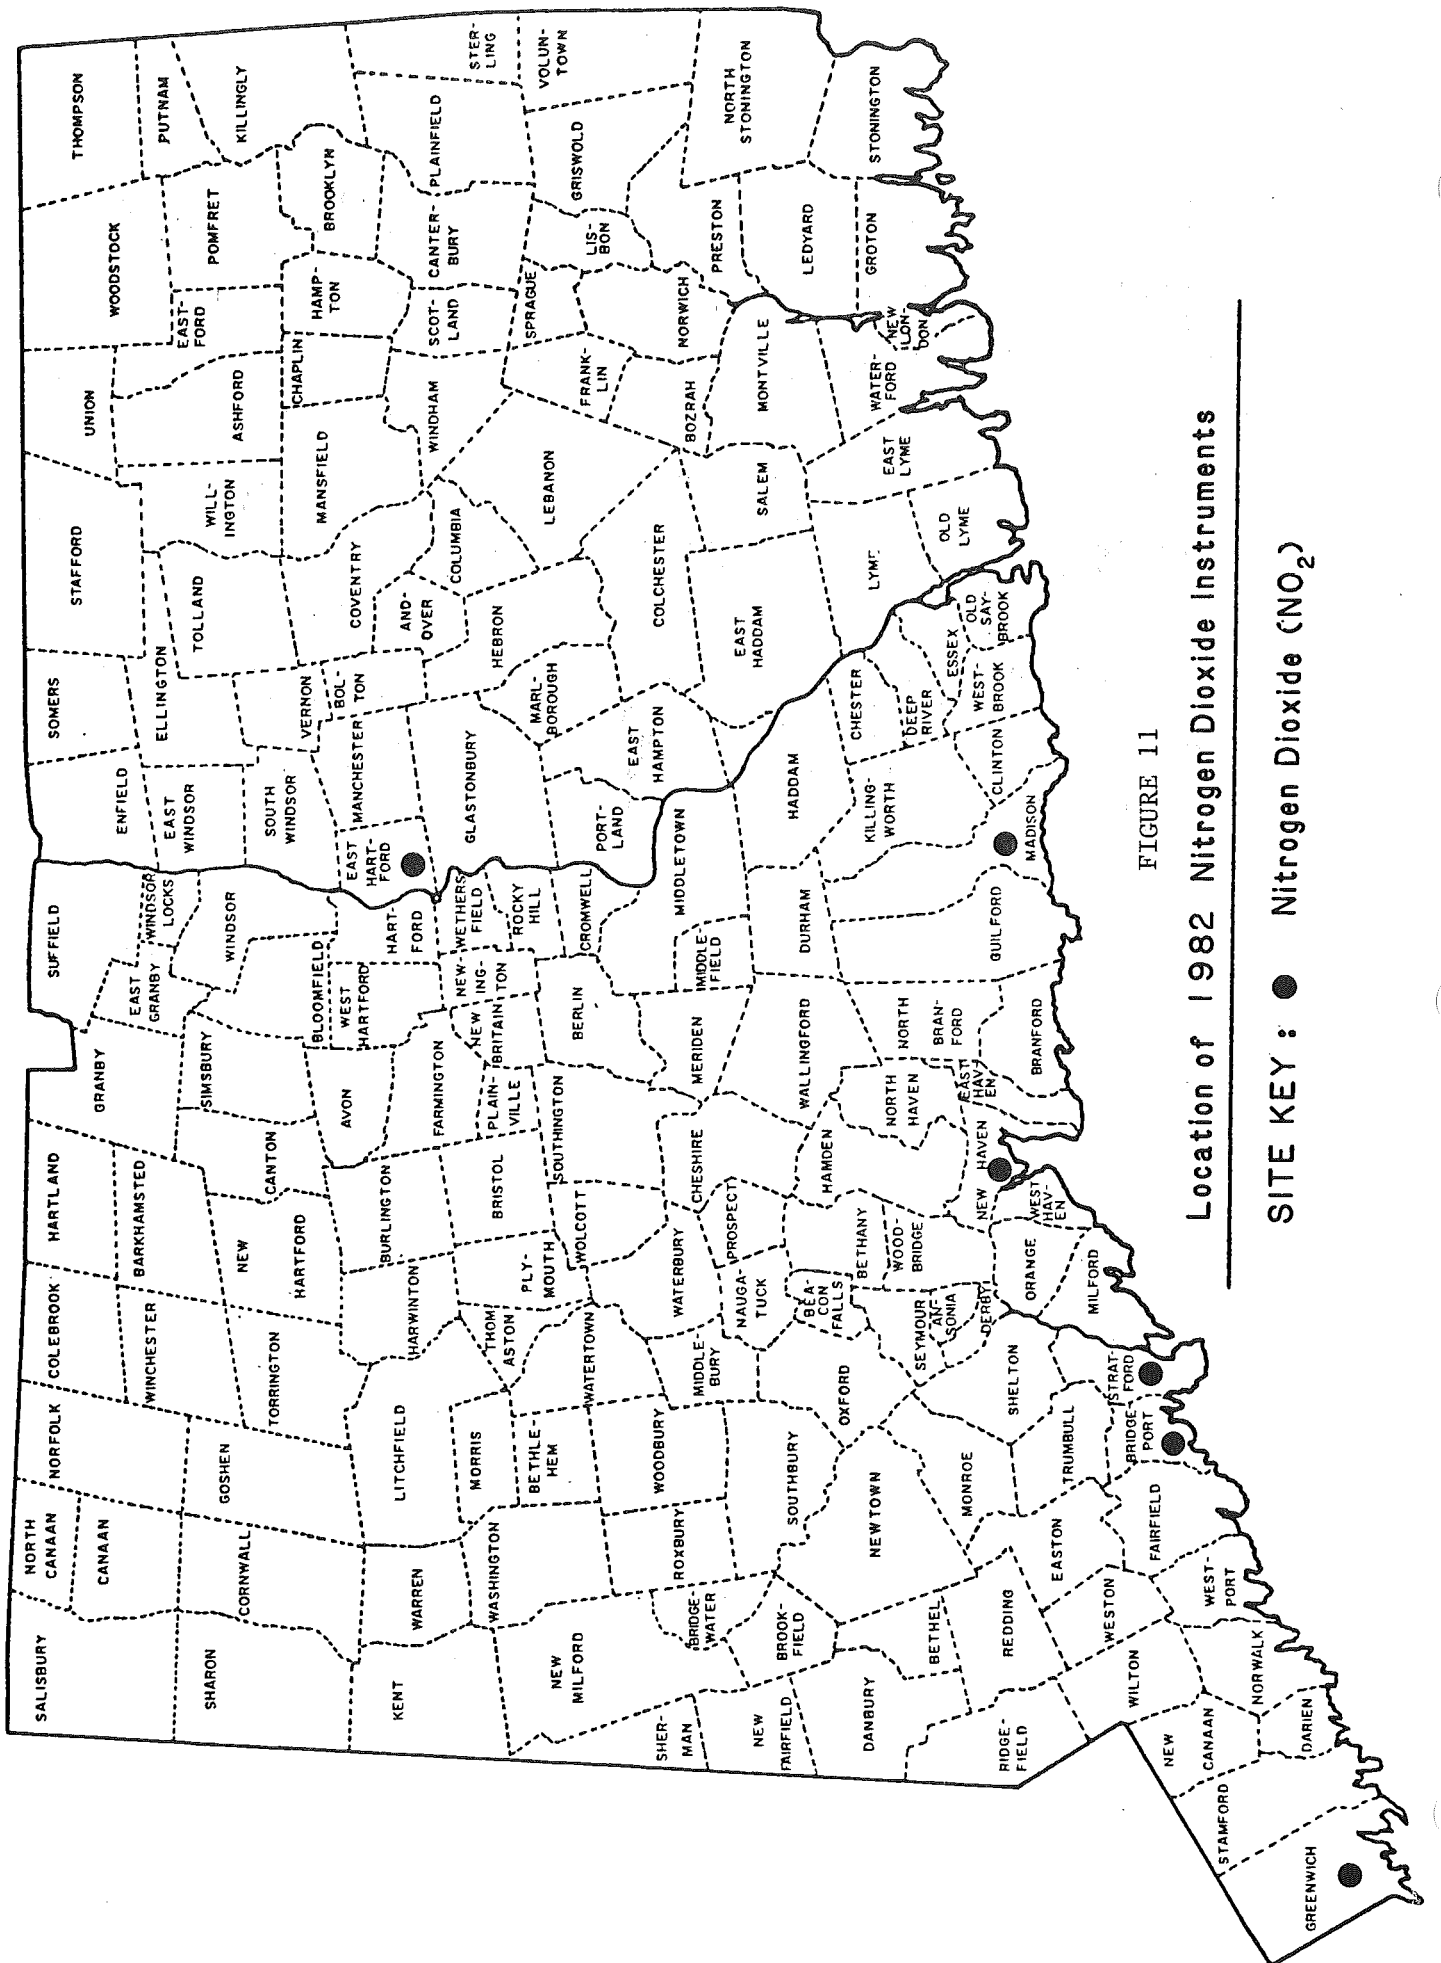 SALISBURY
NORTH
CANAAN
CANAAN
NORFOLK
COLEBROOK
HARTLAND
GRANBY
SUFFIELD
ENFIELD
SOMERS
STAFFORD
UNION
WOODSTOCK
THOMPSON
PUTNAM
KILLINGLY
POMFRET
EAST-
FORD
ASHFORD
WILL-
INGTON
TOLLAND
ELLINGTON
EAST
WINDSOR
WINDSOR
LOCKS
EAST
GRANBY
WINDSOR
SIMSBURY
BARKHAMSTED
WINCHESTER
SHARON
CORNWALL
GOSHEN
TORRINGTON
NEW
HARTFORD
CANTON
AVON
BLOOMFIELD
WEST
HARTFORD
HART-
FORD
SOUTH
WINDSOR
EAST
HART-
FORD
MANCHESTER
VERNON
BOL-
TON
COVENTRY
MANSFIELD
CHAPLIN
HAMP-
TON
BROOKLYN
STER-
LING
PLAINFIELD
CANTER-
BURY
SCOT-
LAND
WINDHAM
COLUMBIA
AND-
OVER
HEBRON
GLASTONBURY
WETHERS
FIELD
NEW-
ING-
TON
ROCKY
HILL
NEW
BRITAIN
FARMINGTON
PLAIN-
VILLE
BURLINGTON
BRISTOL
HARWINTON
LITCHFIELD
WARREN
KENT
WASHINGTON
MORRIS
THOM
ASTON
PLY-
MOUTH
WOLCOTT
SOUTHINGTON
BERLIN
CROMWELL
PORT-
LAND
MARL-
BOROUGH
EAST
HAMPTON
COLCHESTER
LEBANON
FRANK-
LIN
SPRAGUE
LIS-
BON
GRISWOLD
VOLUN-
TOWN
NORTH
STONINGTON
PRESTON
NORWICH
BOZRAH
SALEM
MONTVILLE
LEDYARD
STONINGTON
GROTON
NEW
LON-
DON
WATER-
FORD
EAST
LYME
OLD
LYME
LYME
EAST
HADDAM
HADDAM
MIDDLETOWN
MIDDLE-
FIELD
MERIDEN
CHESHIRE
PROSPECT
WATERBURY
WATERTOWN
BETHLE-
HEM
WOODBURY
MIDDLE-
BURY
NAUGA-
TUCK
ROXBURY
NEW
MILFORD
BRIDGE-
WATER
SHER-
MAN
NEW
FAIRFIELD
BROOK-
FIELD
SOUTHBURY
OXFORD
BEA-
CON
FALLS
BETHANY
HAMDEN
WALLINGFORD
DURHAM
KILLING-
WORTH
CHESTER
DEEP
RIVER
ESSEX
OLD
SAY-
BROOK
WEST-
BROOK
CLINTON
MADISON
GUILFORD
NORTH
BRAN-
FORD
BRANFORD
EAST
HAV-
EN
NORTH
HAVEN
NEW HAVEN
WEST
HAV-
EN
WOOD-
BRIDGE
ORANGE
MILFORD
SEYMOUR
AN-
SONIA
DERBY
SHELTON
STRAT-
FORD
BRIDGE-
PORT
TRUMBULL
MONROE
NEWTOWN
DANBURY
BETHEL
REDDING
RIDGE-
FIELD
EASTON
WESTON
FAIRFIELD
WEST-
PORT
WILTON
NORWALK
NEW
CANAAN
DARIEN
STAMFORD
GREENWICH
FIGURE 11
Location of 1982 Nitrogen Dioxide Instruments
SITE KEY : ● Nitrogen Dioxide (NO₂)